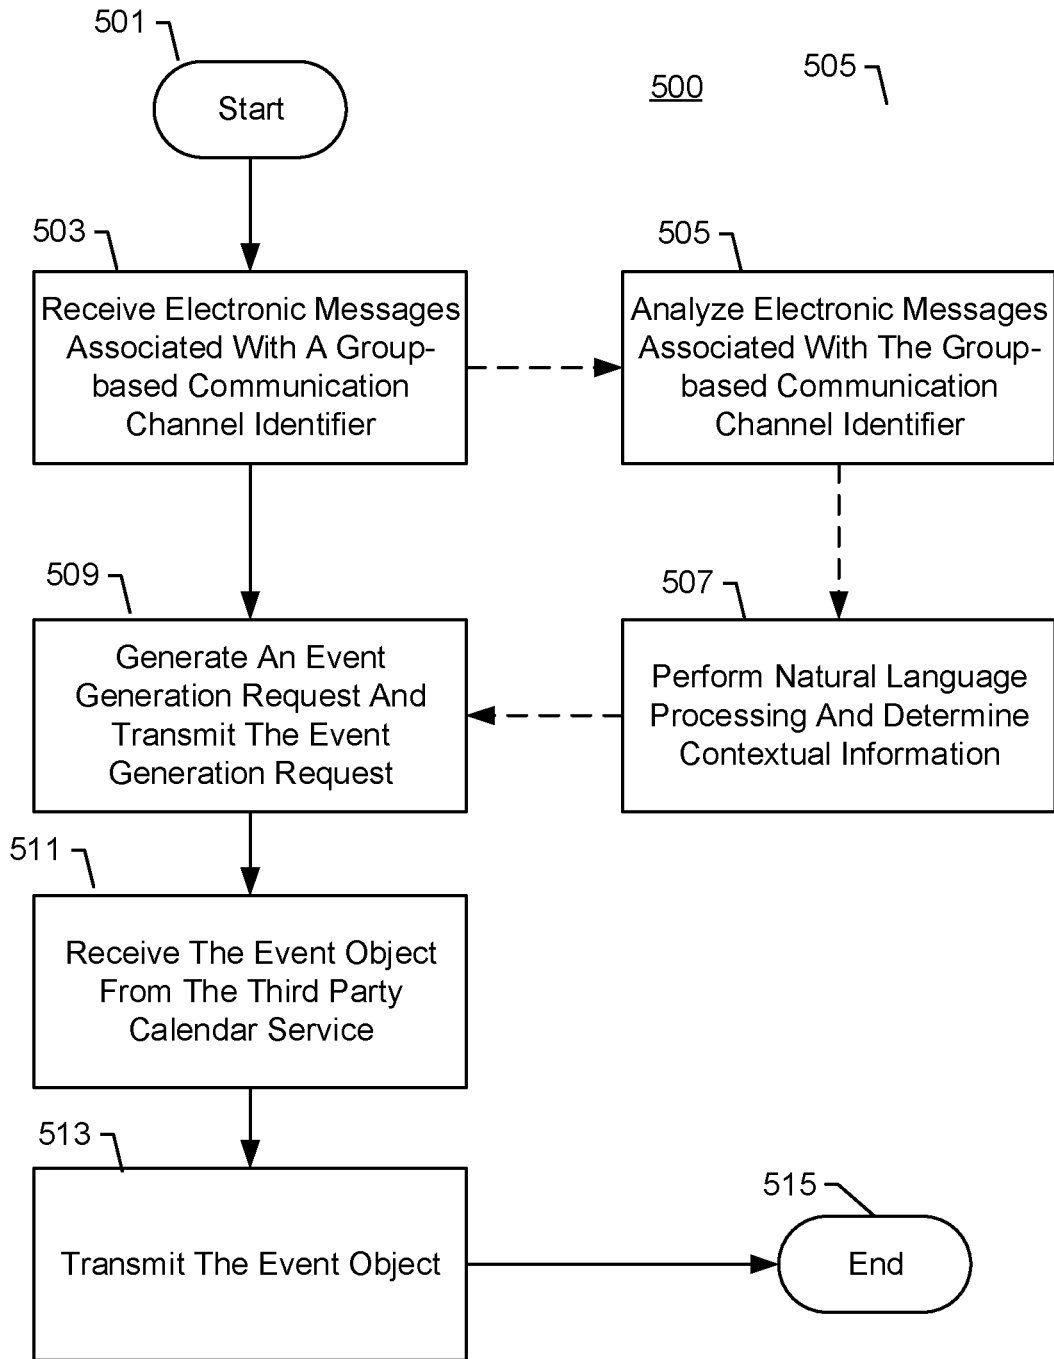 501
Start
500
505
503
Receive Electronic Messages
Associated With A Group-
based Communication
Channel Identifier
505
Analyze Electronic Messages
Associated With The Group-
based Communication
Channel Identifier
509
Generate An Event
Generation Request And
Transmit The Event
Generation Request
507
Perform Natural Language
Processing And Determine
Contextual Information
511
Receive The Event Object
From The Third Party
Calendar Service
513
Transmit The Event Object
515
End